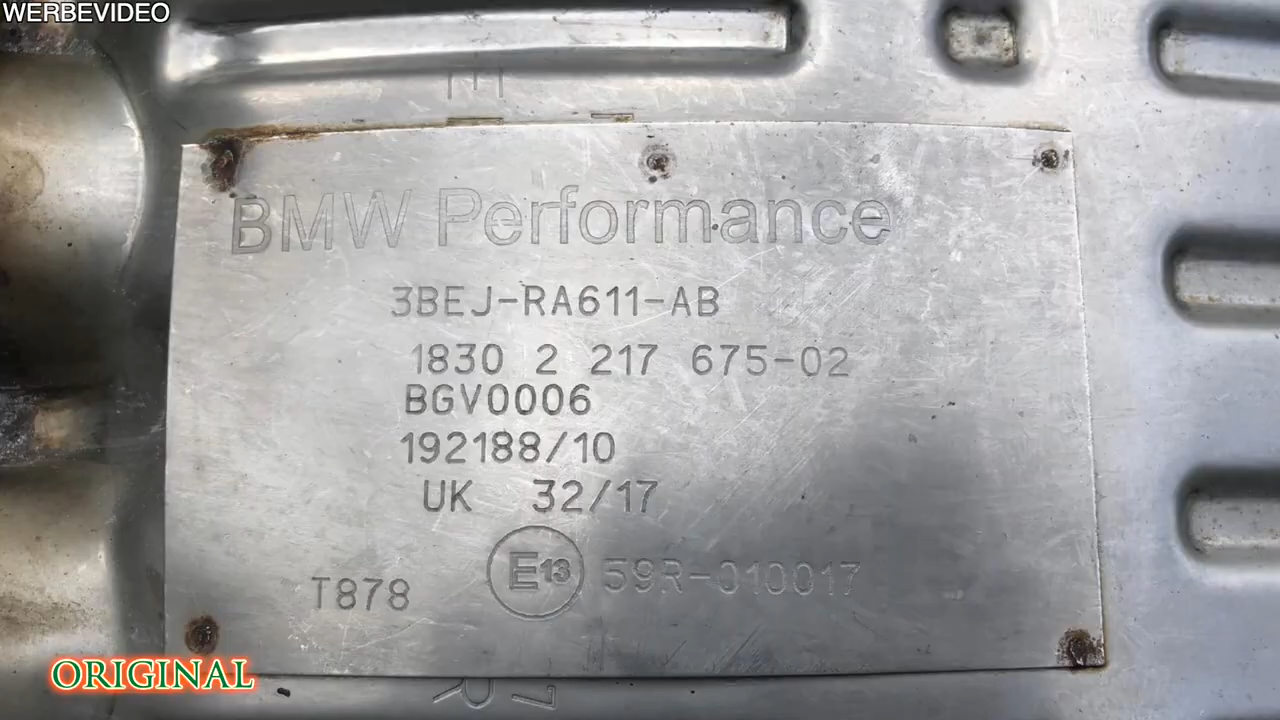 WERBEVIDEO
BMW Performance
3BEJ-RA611-AB
1830 2 217 675-02
BGV0006
192188/10
UK 32/17
E13 59R-010017
T878
ORIGINAL